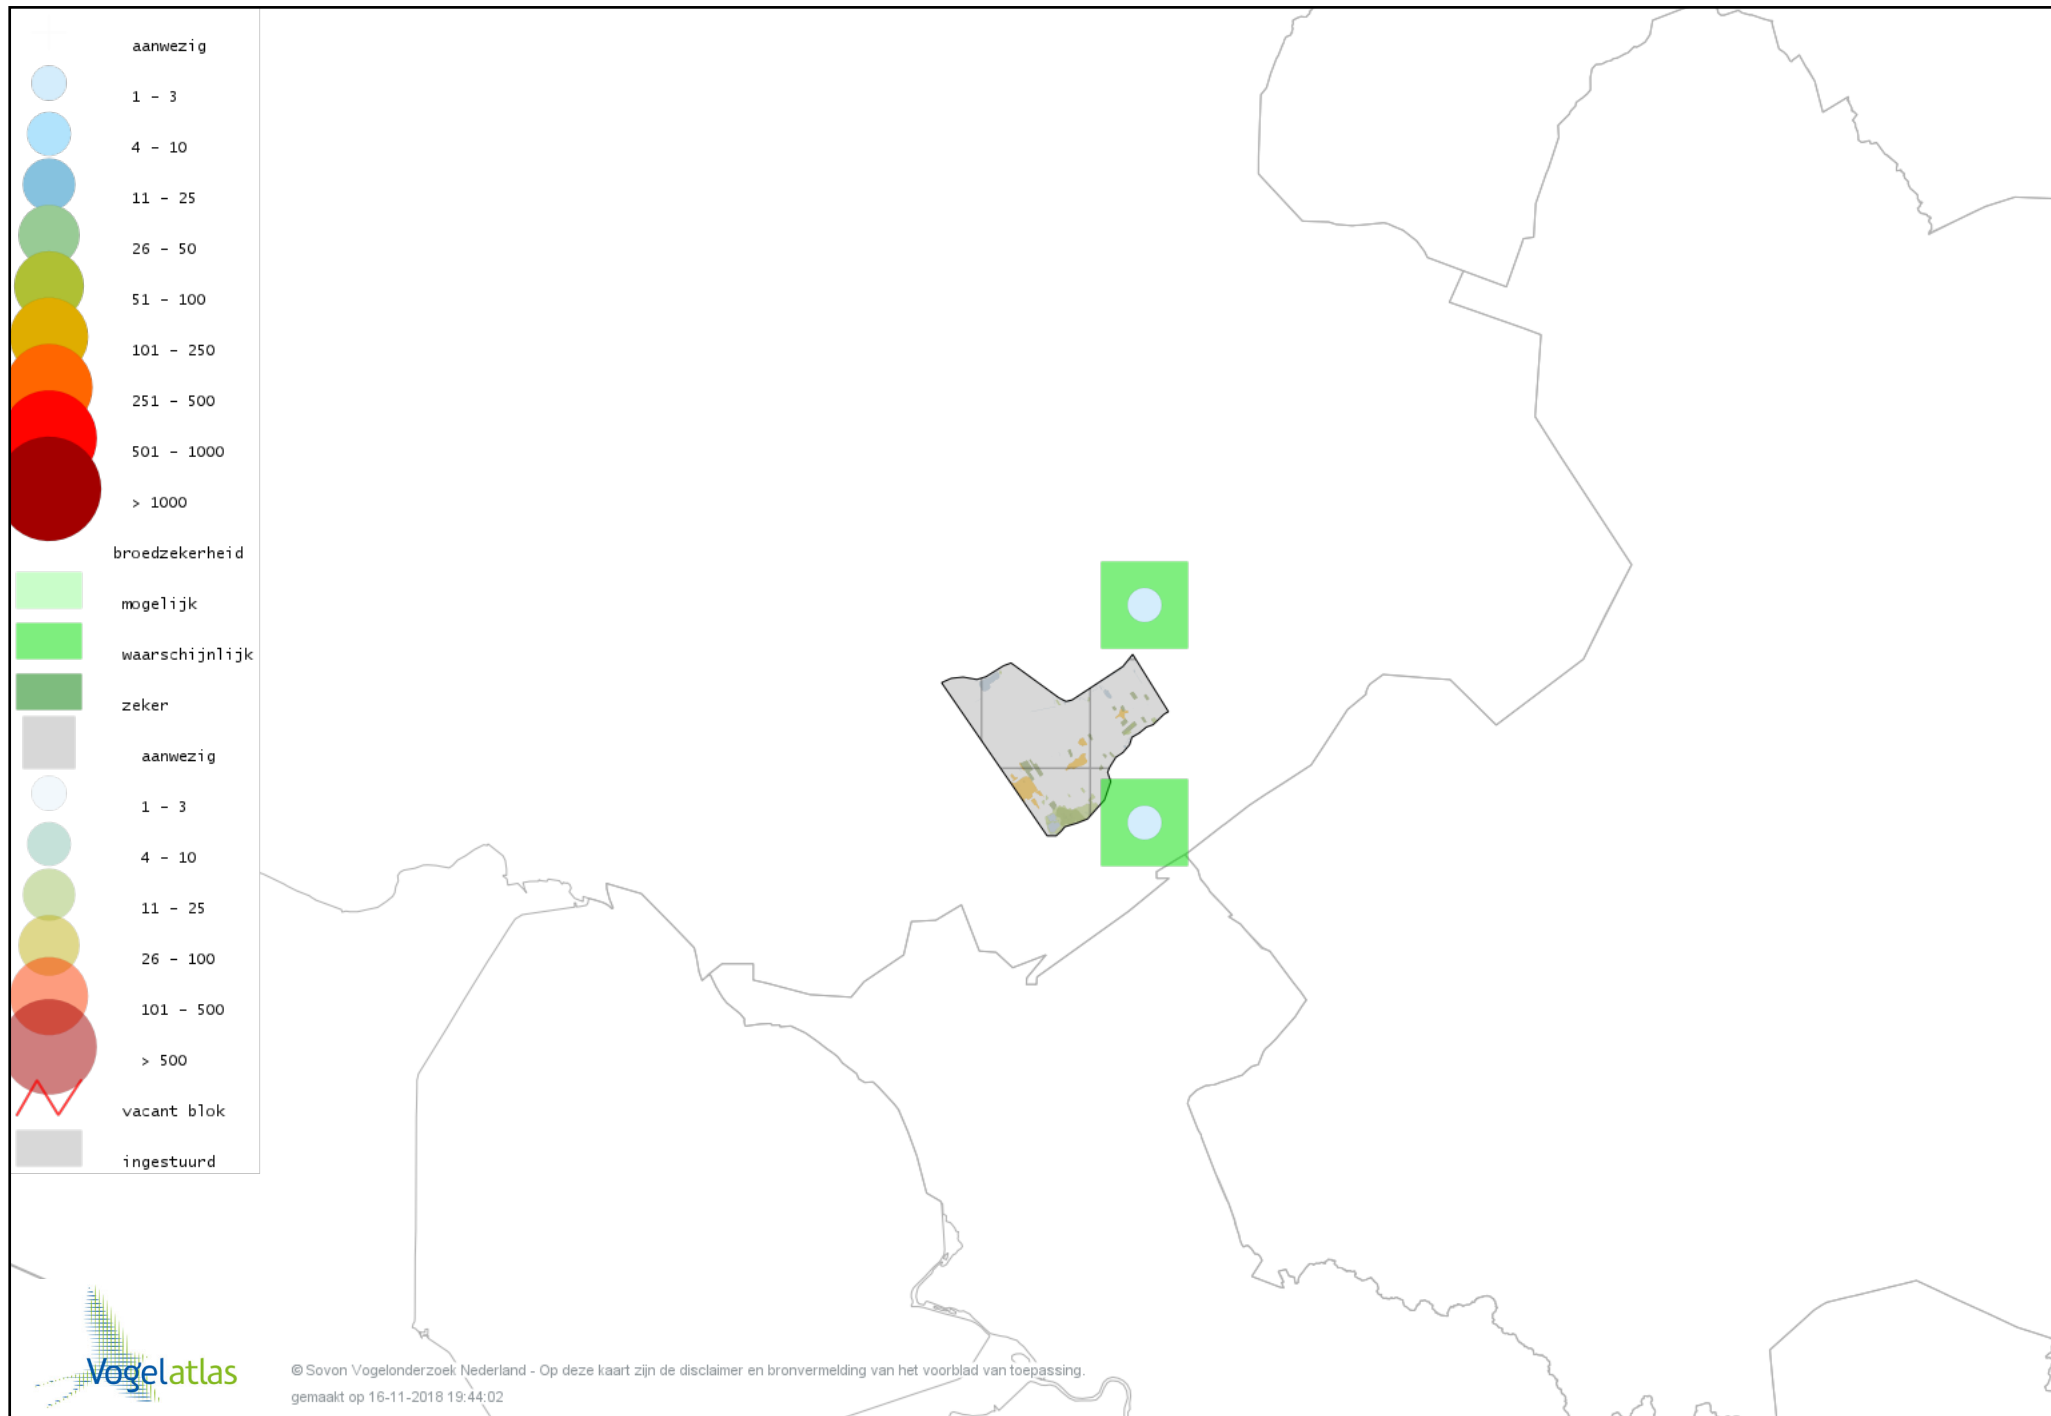 aanwezig
1 - 3
4 - 10
11 - 25
26 - 50
51 - 100
101 - 250
251 - 500
501 - 1000
> 1000
broedzekerheid
mogelijk
waarschijnlijk
zeker
aanwezig
1 - 3
4 - 10
11 - 25
26 - 100
101 - 500
> 500
vacant blok
ingestuurd
Vogelatlas
© Sovon Vogelonderzoek Nederland - Op deze kaart zijn de disclaimer en bronvermelding van het voorblad van toepassing.
gemaakt op 16-11-2018 19:44:02